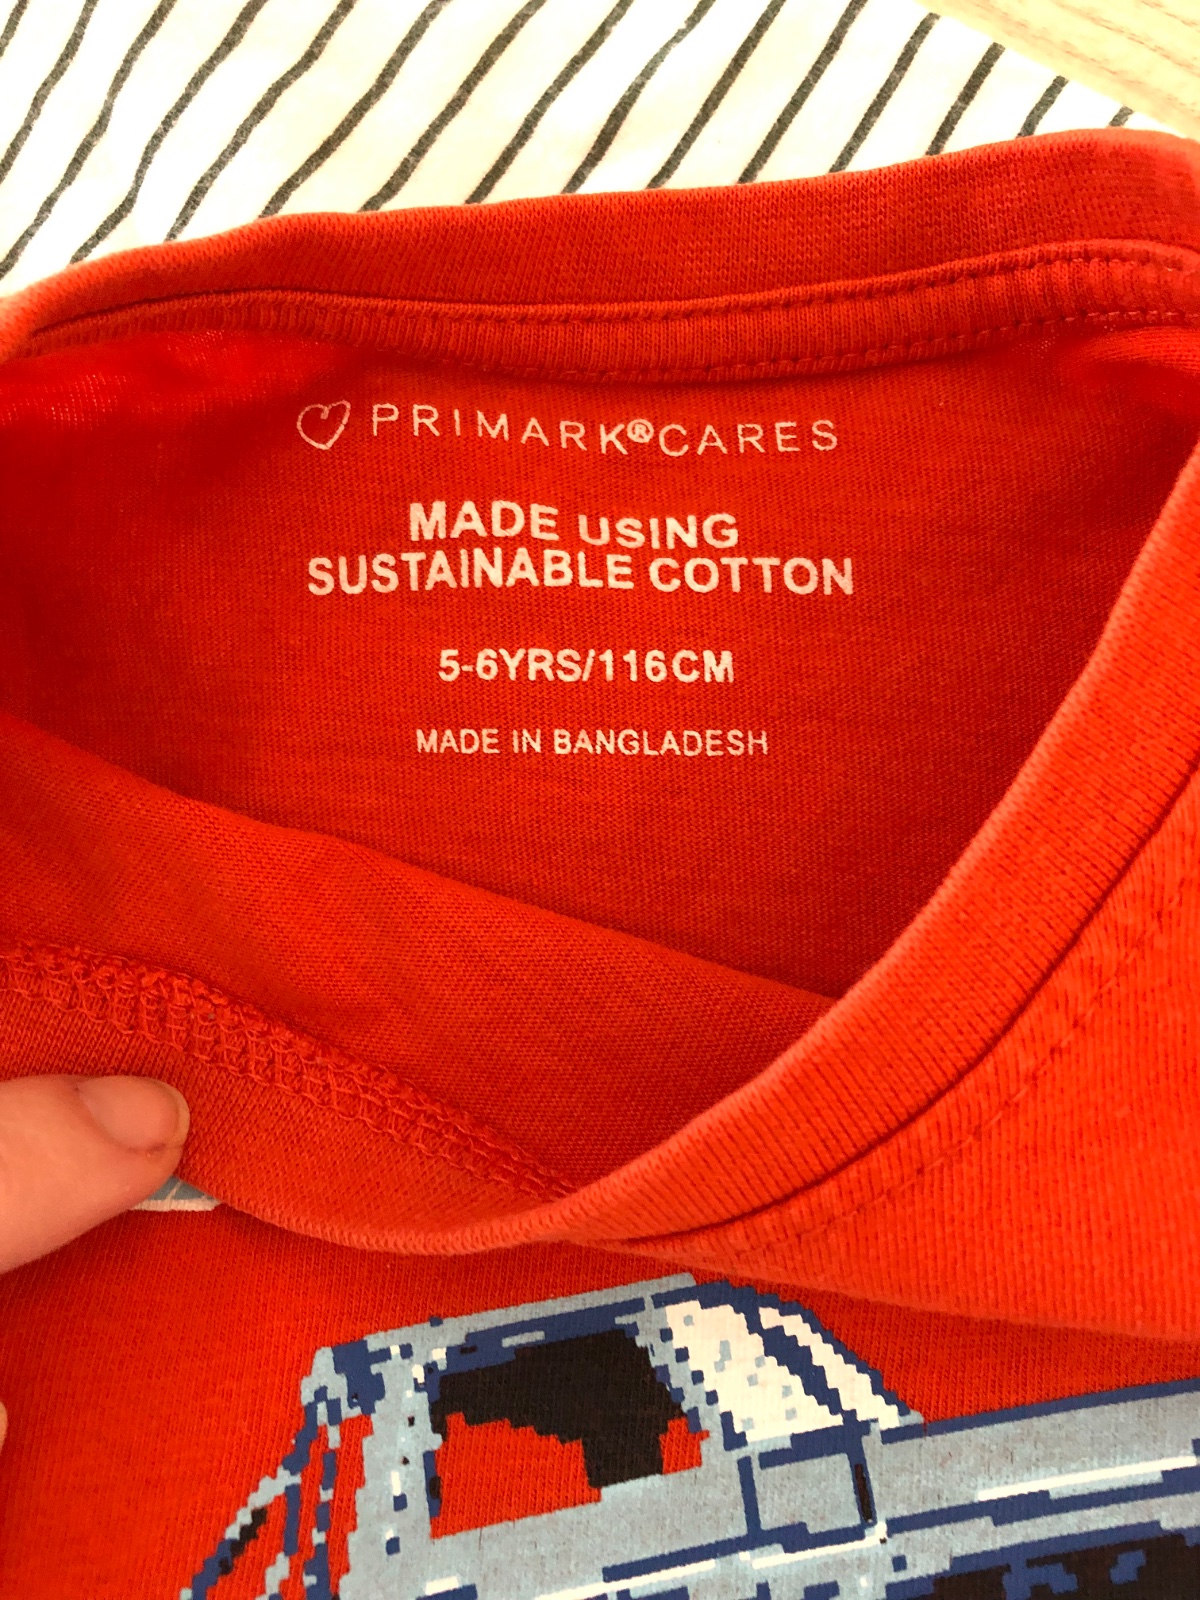 PRIMARK®CARES
MADE USING
SUSTAINABLE COTTON
5-6YRS/116CM
MADE IN BANGLADESH